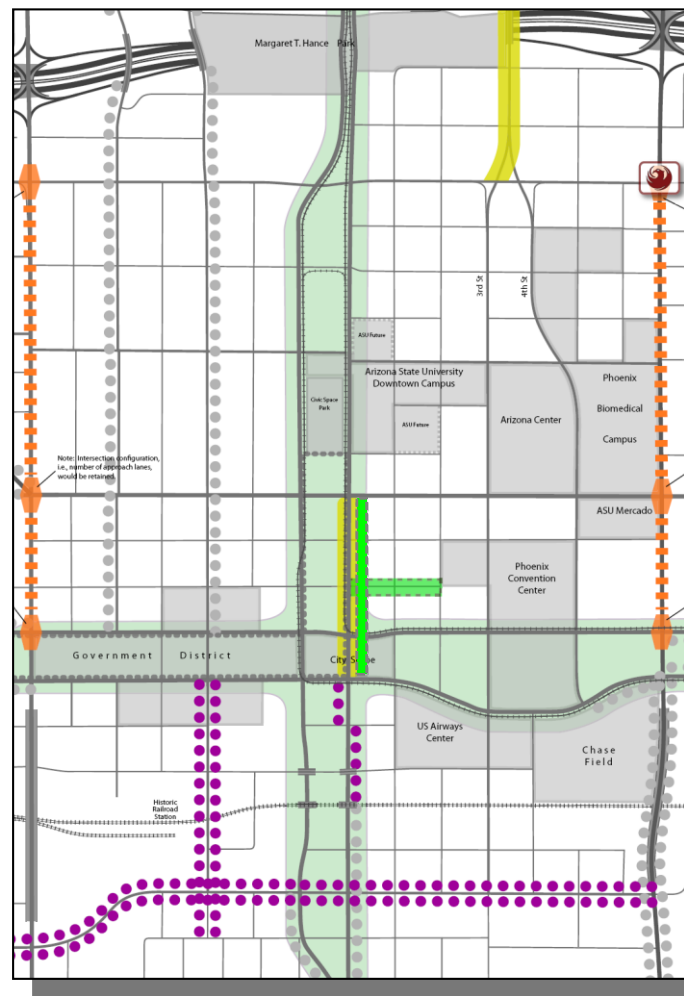 Margaret T. Hance Park
3rd St
4th St
ASU Future
Arizona State University
Downtown Campus
Phoenix
Biomedical
Campus
Civic Space
Park
ASU Future
Arizona Center
Note: Intersection configuration,
i.e., number of approach lanes,
would be retained.
ASU Mercado
Phoenix
Convention
Center
Government District
US Airways
Center
Chase
Field
Historic
Railroad
Station